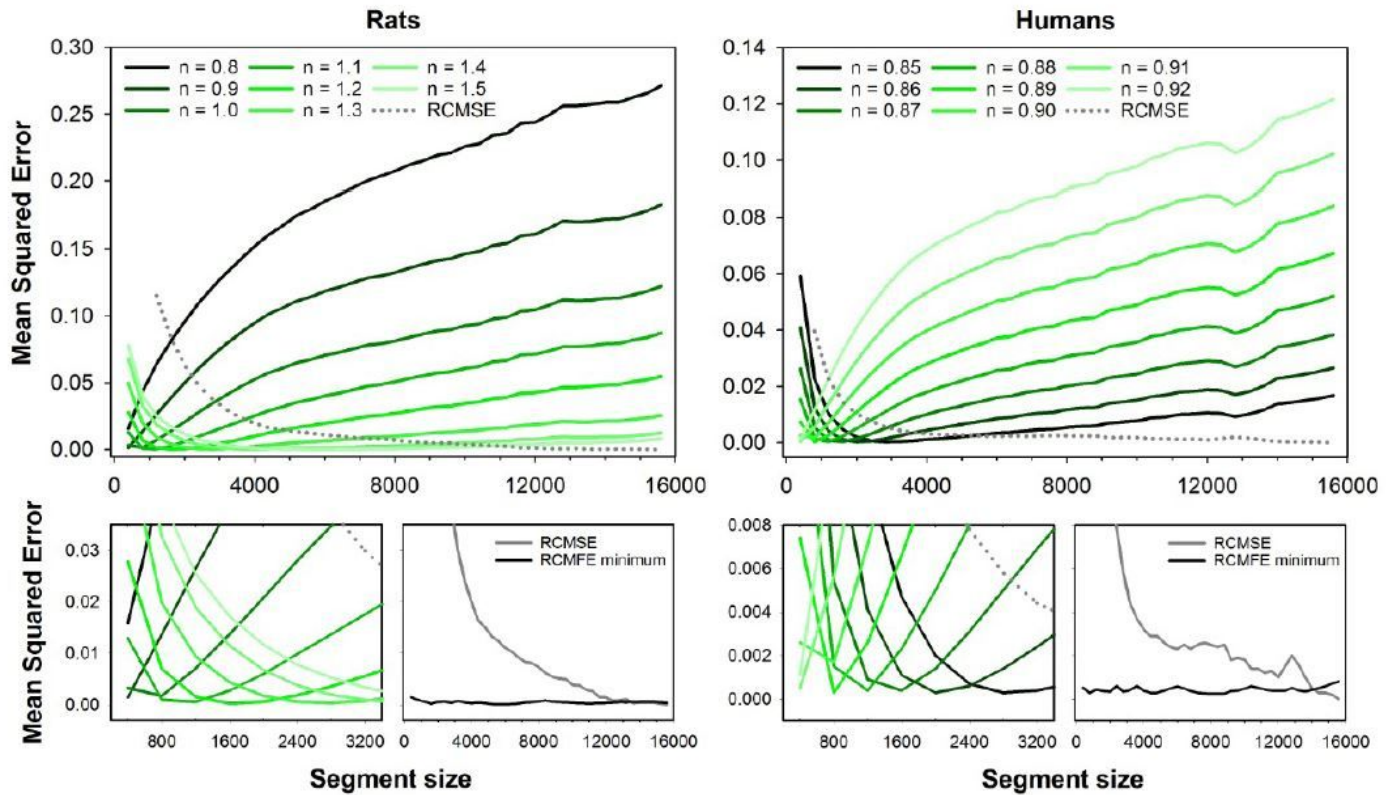 Rats
Humans
Mean Squared Error
0.30
0.25
0.20
0.15
0.10
0.05
0.00
n = 0.8
n = 0.9
n = 1.0
n = 1.1
n = 1.2
n = 1.3
n = 1.4
n = 1.5
RCMSE
0 4000 8000 12000 16000
0.14
0.12
0.10
0.08
0.06
0.04
0.02
0.00
n = 0.85
n = 0.86
n = 0.87
n = 0.88
n = 0.89
n = 0.90
n = 0.91
n = 0.92
RCMSE
0 4000 8000 12000 16000
Mean Squared Error
0.03
0.02
0.01
0.00
800 1600 2400 3200
RCMSE
RCMFE minimum
0 4000 8000 12000 16000
Segment size
0.008
0.006
0.004
0.002
0.000
800 1600 2400 3200
RCMSE
RCMFE minimum
0 4000 8000 12000 16000
Segment size